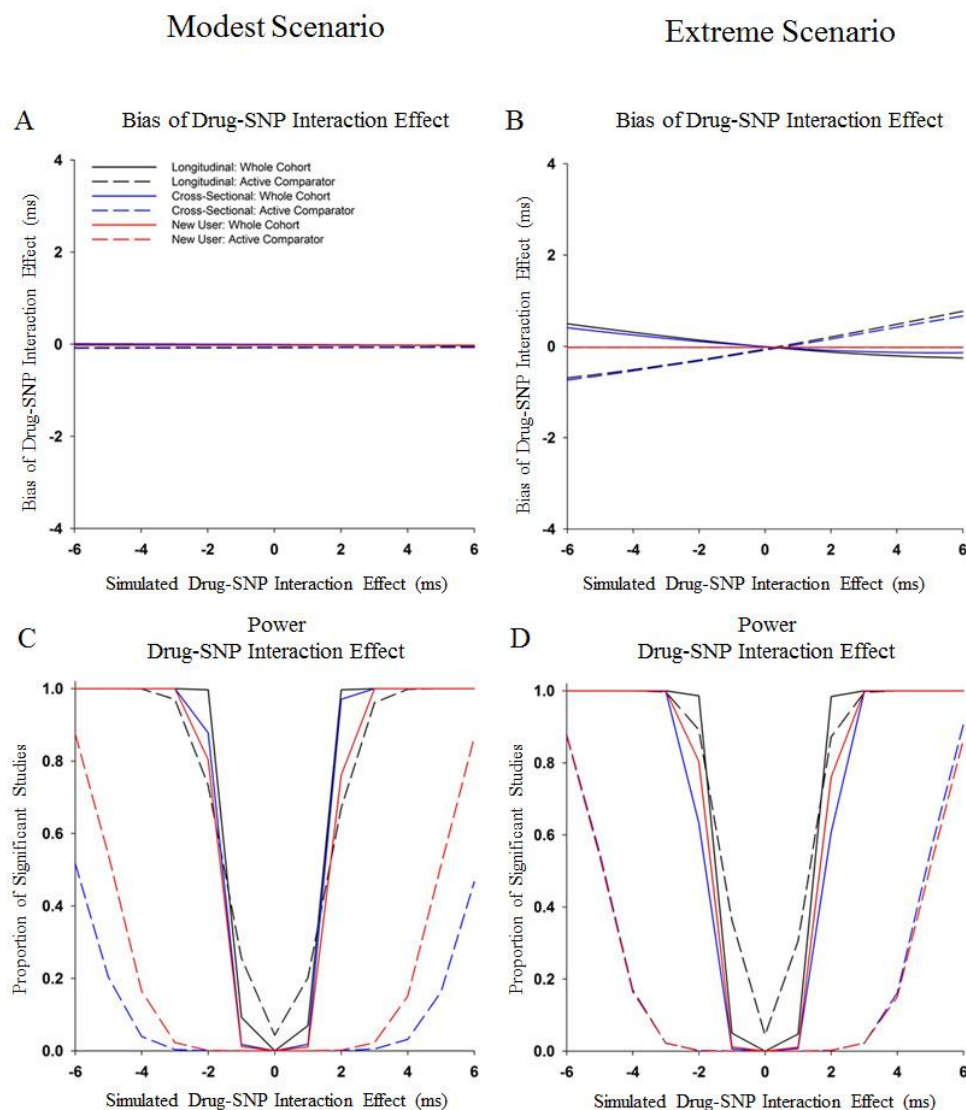 Modest Scenario
Extreme Scenario
A
Bias of Drug-SNP Interaction Effect
B
Bias of Drug-SNP Interaction Effect
Longitudinal: Whole Cohort
Longitudinal: Active Comparator
Cross-Sectional: Whole Cohort
Cross-Sectional: Active Comparator
New User: Whole Cohort
New User: Active Comparator
Bias of Drug-SNP Interaction Effect (ms)
4
2
0
-2
-4
-6 -4 -2 0 2 4 6
Simulated Drug-SNP Interaction Effect (ms)
Bias of Drug-SNP Interaction Effect (ms)
4
2
0
-2
-4
-6 -4 -2 0 2 4 6
Simulated Drug-SNP Interaction Effect (ms)
C
Power
Drug-SNP Interaction Effect
Proportion of Significant Studies
1.0
0.8
0.6
0.4
0.2
0.0
-6 -4 -2 0 2 4 6
Simulated Drug-SNP Interaction Effect (ms)
D
Power
Drug-SNP Interaction Effect
Proportion of Significant Studies
1.0
0.8
0.6
0.4
0.2
0.0
-6 -4 -2 0 2 4 6
Simulated Drug-SNP Interaction Effect (ms)